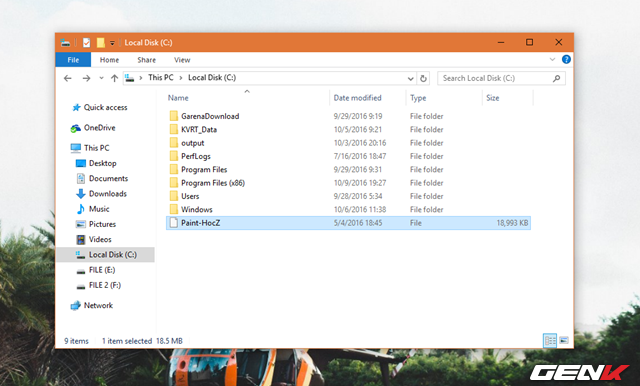 Local Disk (C:)
File Home Share View
This PC Local Disk (C:) Search Local Disk (C:)
Name Date modified Type Size
Quick access
OneDrive
This PC
Desktop
Documents
Downloads
Music
Pictures
Videos
Local Disk (C:)
FILE (E:)
FILE 2 (F:)
Network
GarenaDownload 9/29/2016 9:19 File folder
KVRT_Data 10/5/2016 9:21 File folder
output 10/3/2016 20:16 File folder
PerfLogs 7/16/2016 18:47 File folder
Program Files 9/29/2016 9:31 File folder
Program Files (x86) 10/9/2016 19:27 File folder
Users 9/28/2016 5:34 File folder
Windows 10/6/2016 11:38 File folder
Paint-HocZ 5/4/2016 18:45 File 18,993 KB
9 items 1 item selected 18.5 MB
GENK